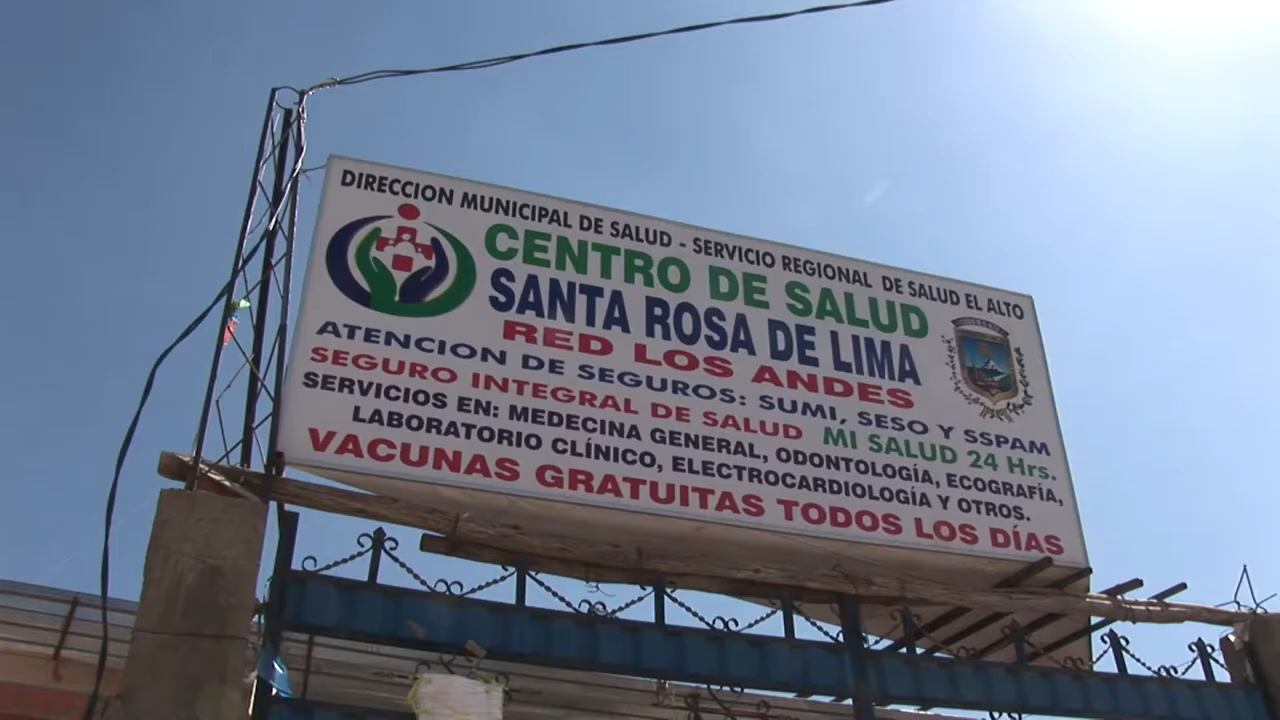 DIRECCION MUNICIPAL DE SALUD - SERVICIO REGIONAL DE SALUD EL ALTO
CENTRO DE SALUD
SANTA ROSA DE LIMA
RED LOS ANDES
ATENCION DE SEGUROS: SUMI, SESO Y SSPAM
SEGURO INTEGRAL DE SALUD MI SALUD 24 Hrs.
SERVICIOS EN: MEDECINA GENERAL, ODONTOLOGÍA, ECOGRAFÍA,
LABORATORIO CLÍNICO, ELECTROCARDIOLOGÍA Y OTROS.
VACUNAS GRATUITAS TODOS LOS DÍAS